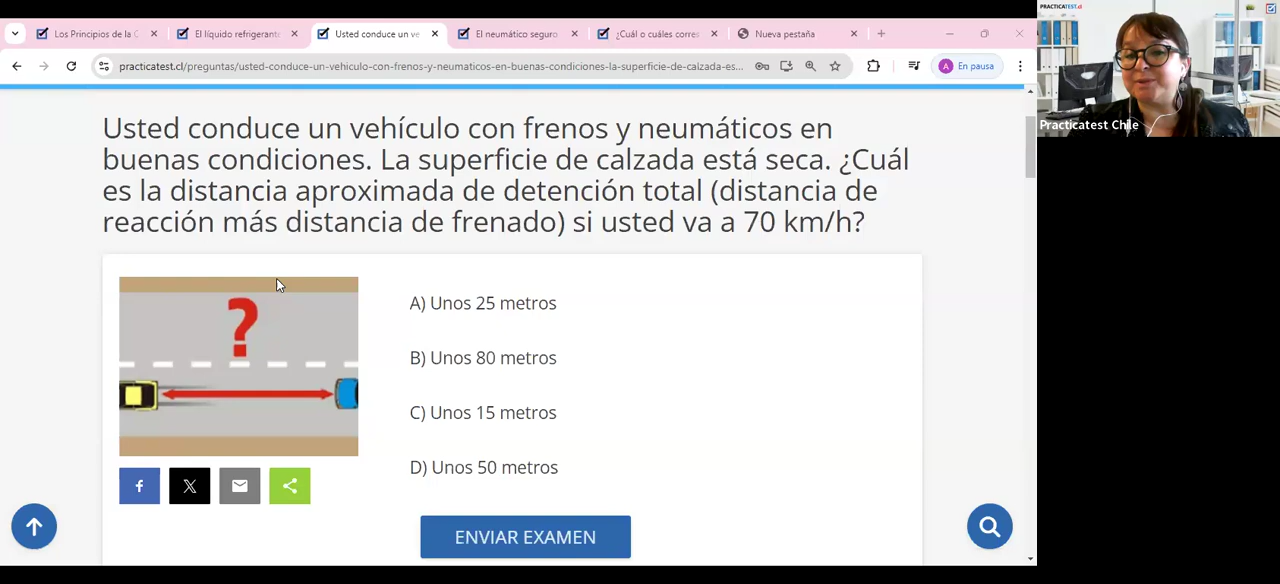 Los Principios de la C
El líquido refrigerante
Usted conduce un ve
El neumático seguro
¿Cuál o cuáles corres
Nueva pestaña
practicatest.cl/preguntas/usted-conduce-un-vehiculo-con-frenos-y-neumaticos-en-buenas-condiciones-la-superficie-de-calzada-es...
A
En pausa
Usted conduce un vehículo con frenos y neumáticos en
buenas condiciones. La superficie de calzada está seca. ¿Cuál
es la distancia aproximada de detención total (distancia de
reacción más distancia de frenado) si usted va a 70 km/h?
?
A) Unos 25 metros
B) Unos 80 metros
C) Unos 15 metros
D) Unos 50 metros
ENVIAR EXAMEN
PRACTICATEST.cl
Practicatest Chile